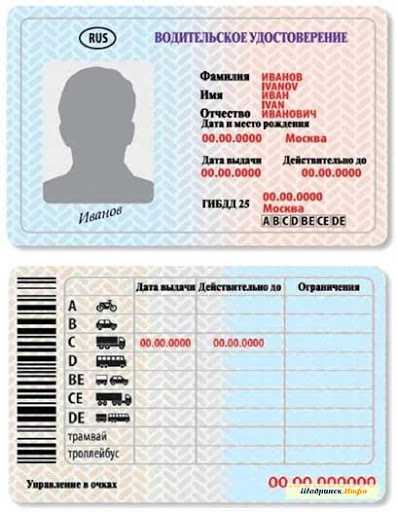 RUS
ВОДИТЕЛЬСКОЕ УДОСТОВЕРЕНИЕ
Фамилия ИВАНОВ
IVANOV
Имя ИВАН
IVAN
Отчество ИВАНОВИЧ
Дата и место рождения
00.00.0000 Москва
Дата выдачи Действительно до
00.00.0000 00.00.0000
00.00.0000
ГИБДД 25 Москва
A B C D BE CE DE
Иванов
Дата выдачи Действительно до Ограничения
A
B
C 00.00.0000 00.00.0000
D
BE
CE
DE
трамвай
троллейбус
Управление в очках
00 00 000000
Шадринск.Инфо